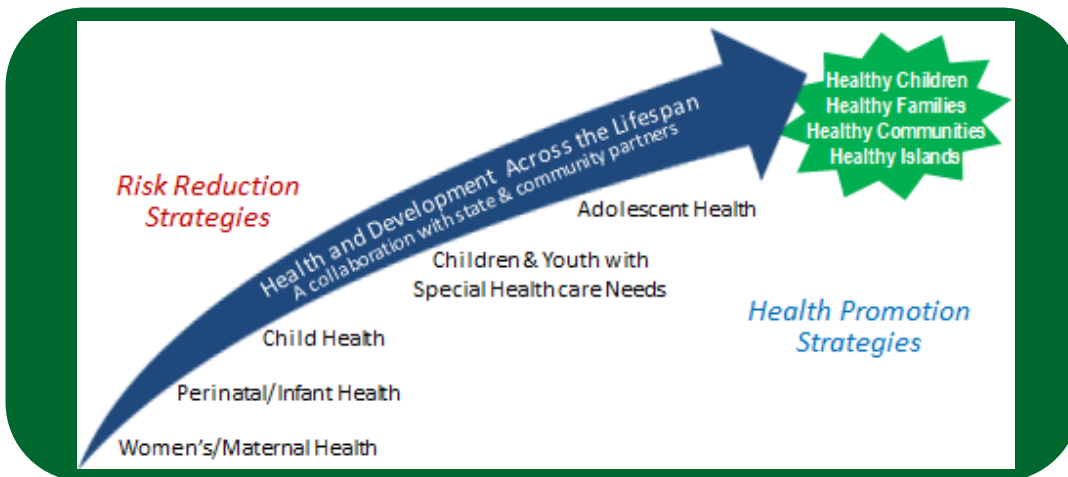 Healthy Children
Healthy Families
Healthy Communities
Healthy Islands
Health and Development Across the Lifespan
A collaboration with state & community partners
Risk Reduction
Strategies
Adolescent Health
Children & Youth with
Special Healthcare Needs
Health Promotion
Strategies
Child Health
Perinatal/Infant Health
Women's/Maternal Health